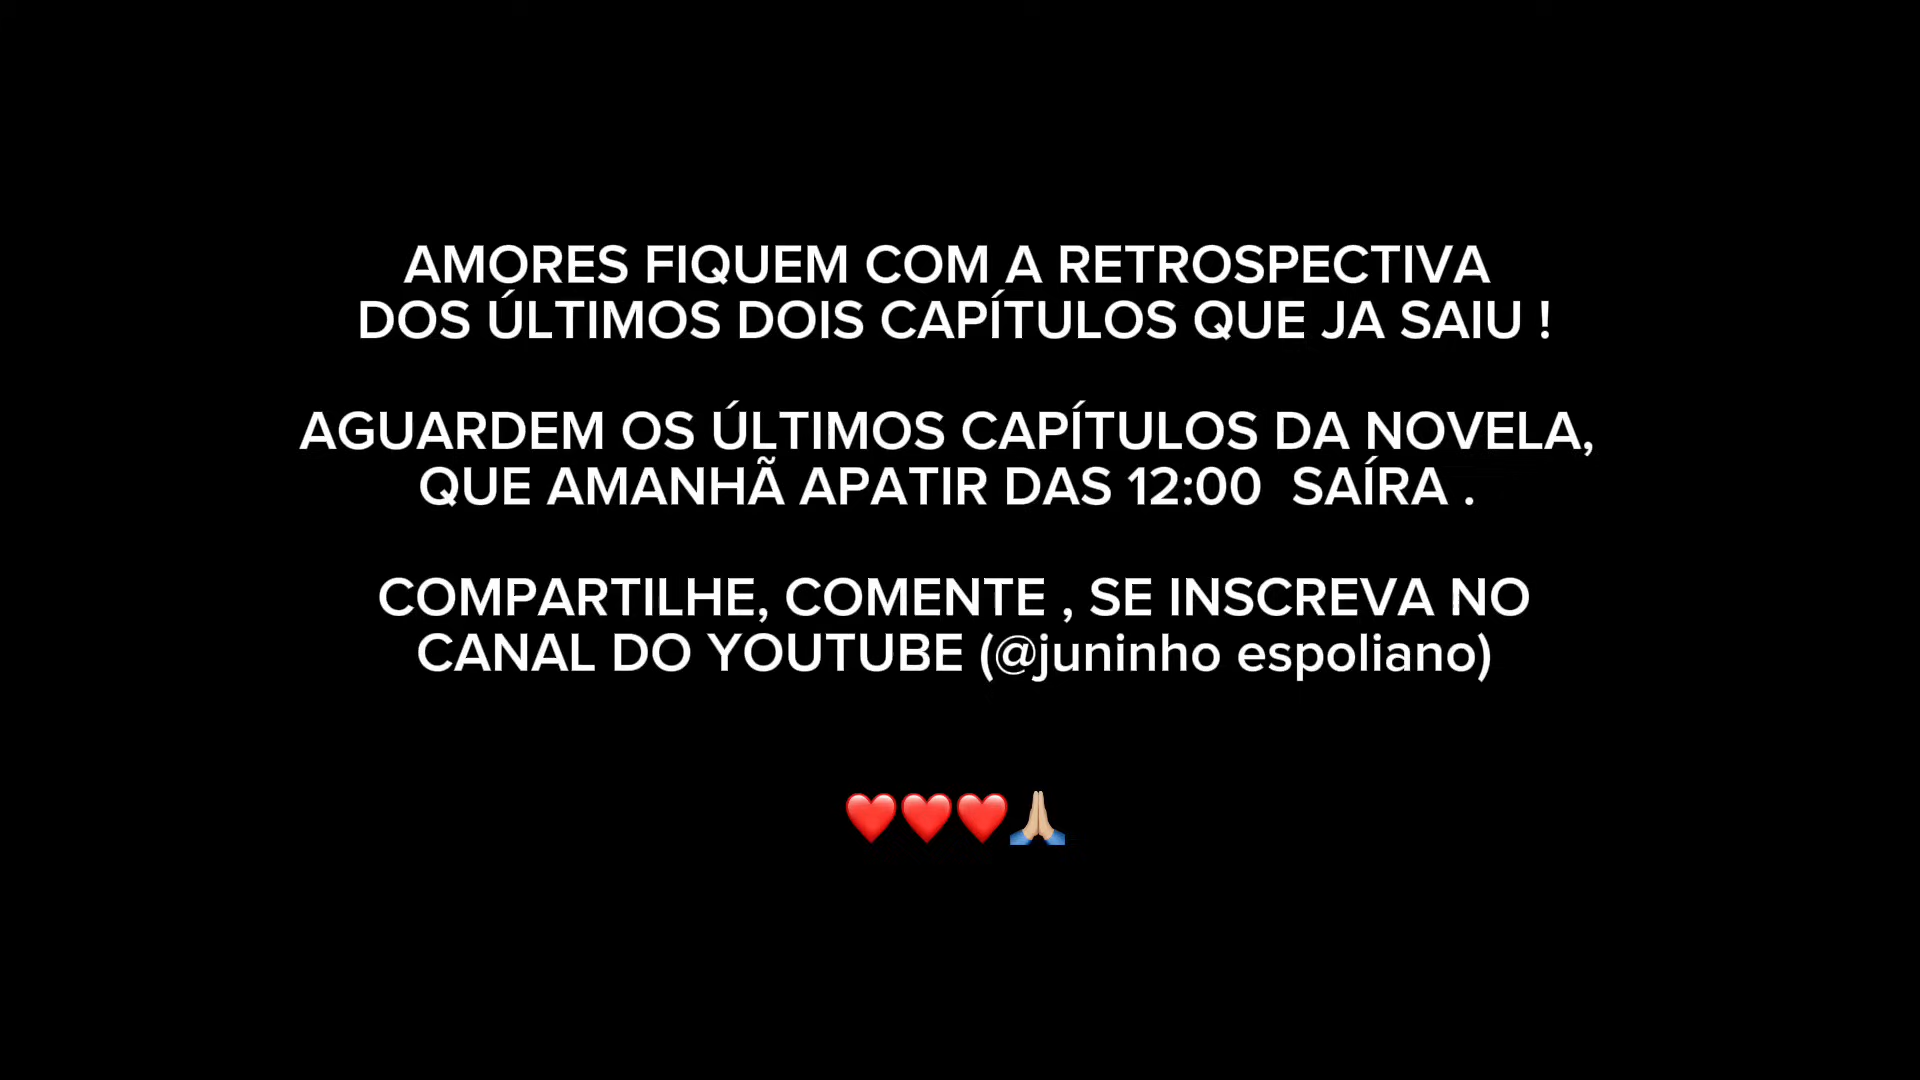 AMORES FIQUEM COM A RETROSPECTIVA
DOS ÚLTIMOS DOIS CAPÍTULOS QUE JA SAIU !
AGUARDEM OS ÚLTIMOS CAPÍTULOS DA NOVELA,
QUE AMANHÃ APATIR DAS 12:00  SAÍRA .
COMPARTILHE, COMENTE , SE INSCREVA NO
CANAL DO YOUTUBE (@juninho espoliano)
❤️❤️❤️🙏🏼